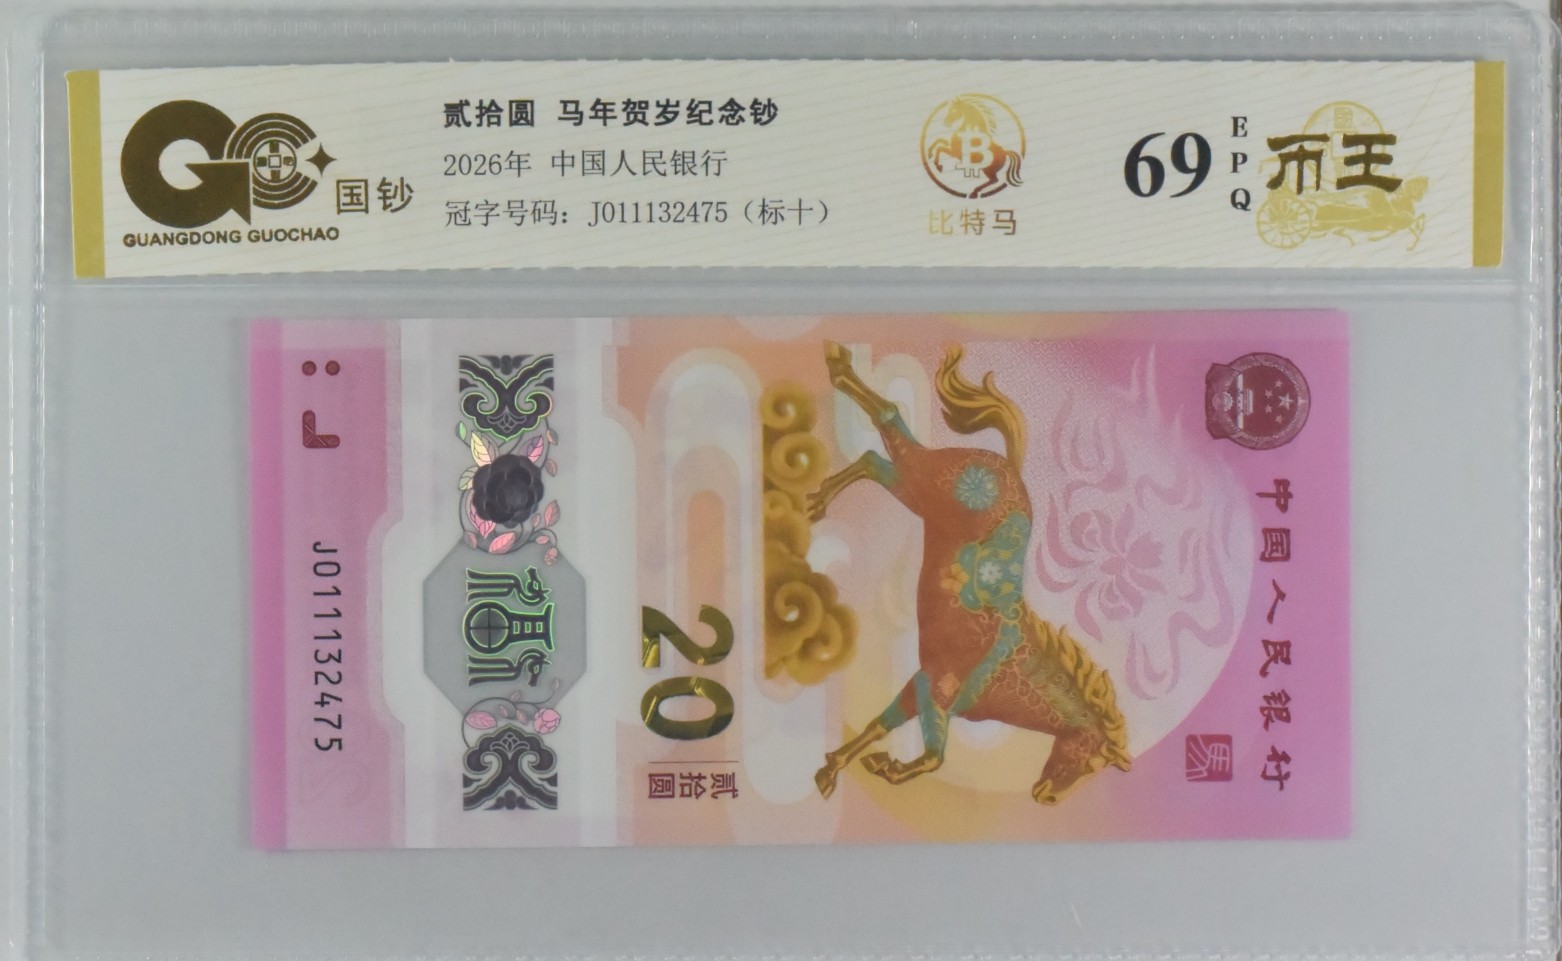 国钞
GUANGDONG GUOCHAO
贰拾圆 马年贺岁纪念钞
2026年 中国人民银行
冠字号码：J011132475（标十）
比特马
69
EPQ
币王
中国人民银行
马
20
贰拾圆
J011132475